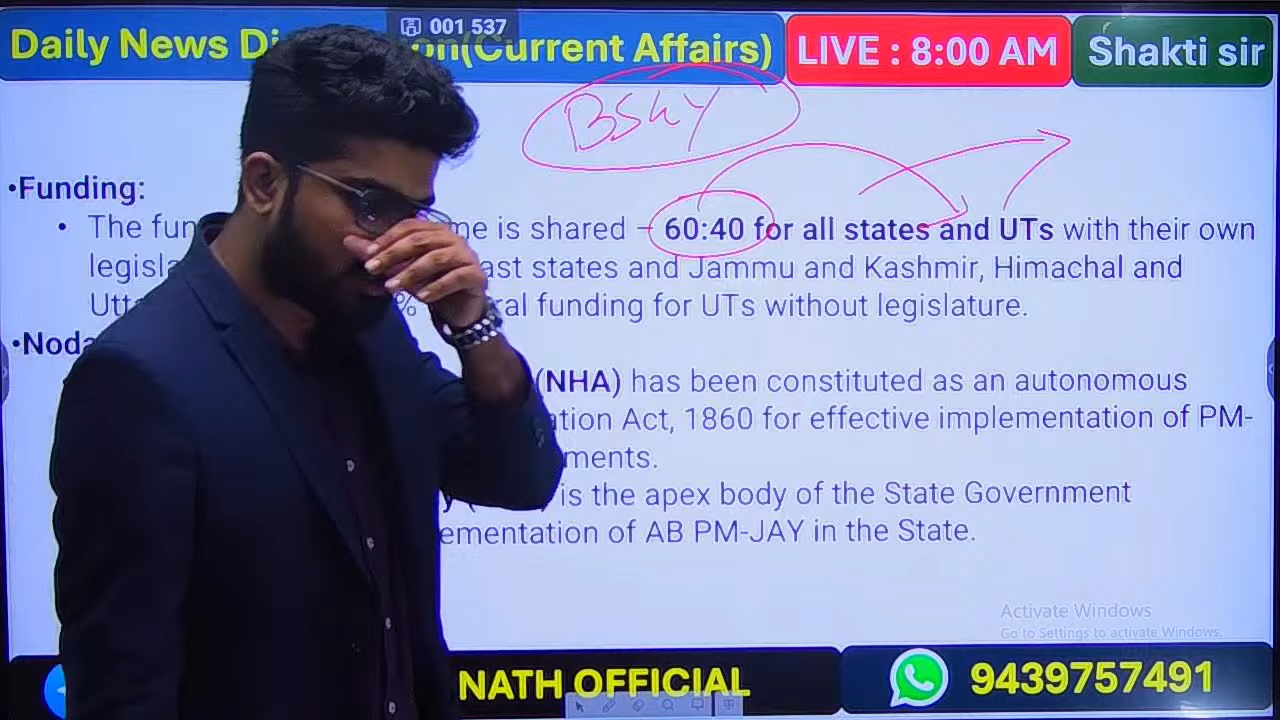 001 537
Daily News Di on(Current Affairs)
LIVE : 8:00 AM
Shakti sir
BSKY
•Funding:
• The fun me is shared – 60:40 for all states and UTs with their own
legisla ast states and Jammu and Kashmir, Himachal and
Utta % al funding for UTs without legislature.
•Noda
(NHA) has been constituted as an autonomous
ation Act, 1860 for effective implementation of PM-
ments.
y is the apex body of the State Government
ementation of AB PM-JAY in the State.
Activate Windows
Go to Settings to activate Windows.
NATH OFFICIAL
9439757491